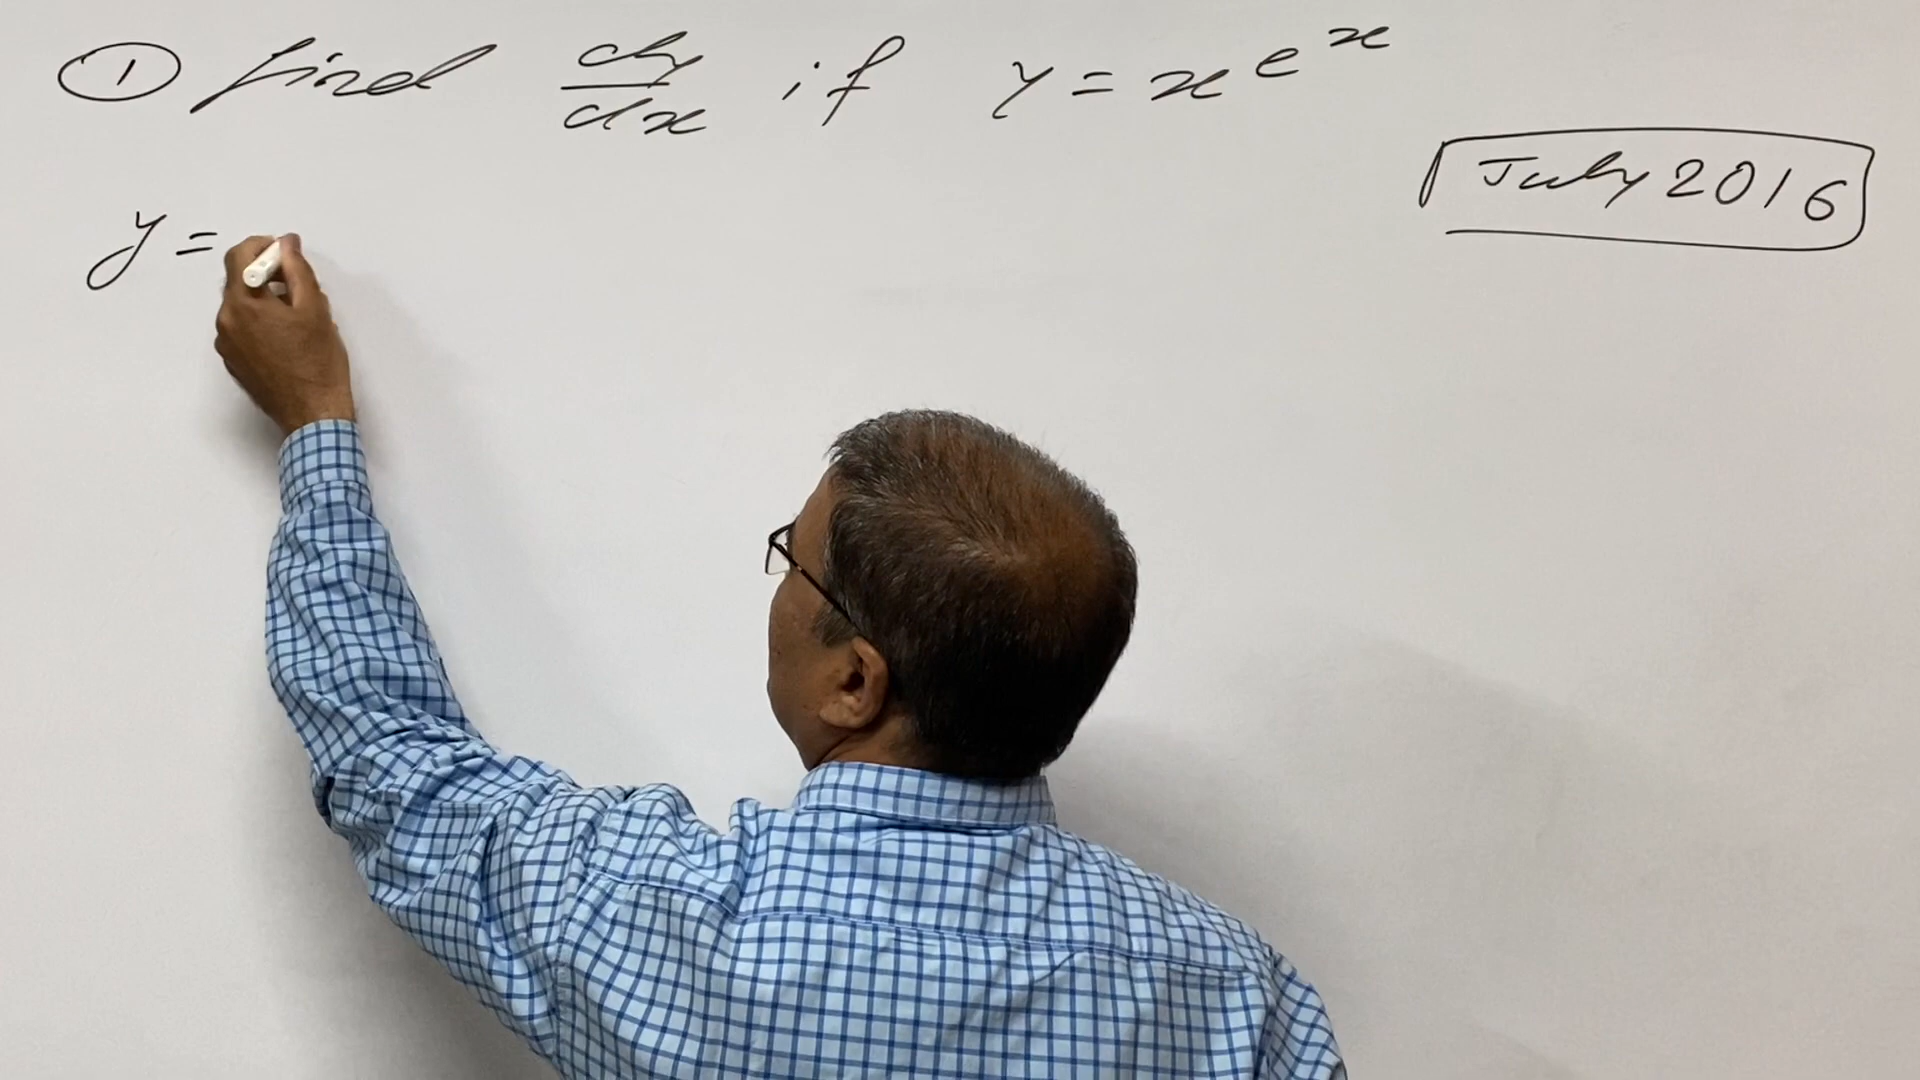 ① find dy/dx if y = x^e^x
July 2016
y =